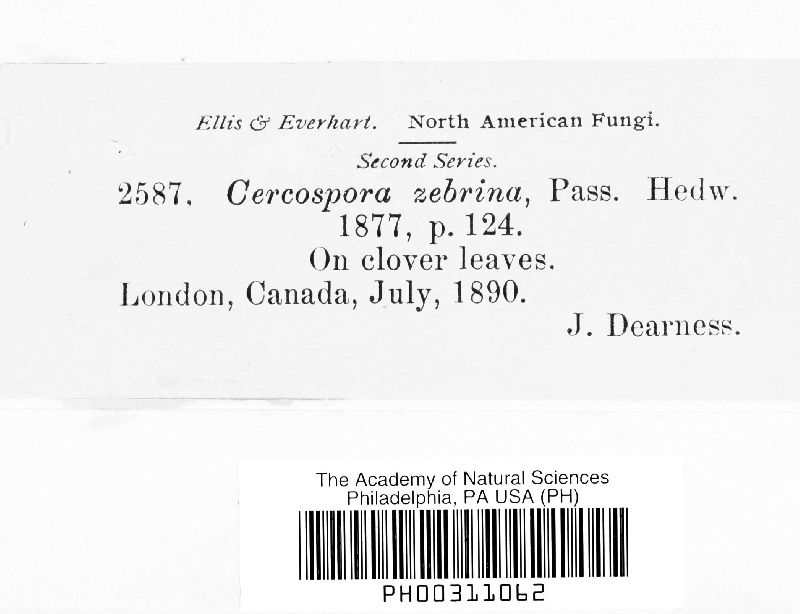 Ellis & Everhart. North American Fungi.
Second Series.
2587. Cercospora zebrina, Pass. Hedw.
1877, p. 124.
On clover leaves.
London, Canada, July, 1890.
J. Dearness.
The Academy of Natural Sciences
Philadelphia, PA USA (PH)
PH00311062